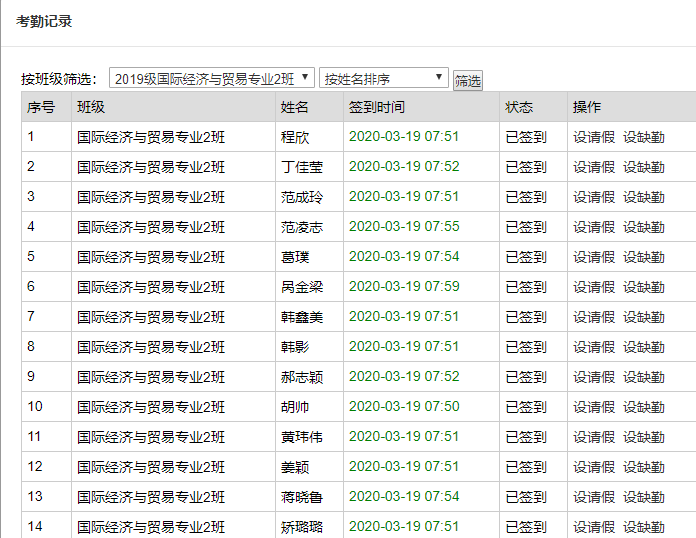 考勤记录
按班级筛选： 2019级国际经济与贸易专业2班 按姓名排序 筛选
序号 班级 姓名 签到时间 状态 操作
1 国际经济与贸易专业2班 程欣 2020-03-19 07:51 已签到 设请假 设缺勤
2 国际经济与贸易专业2班 丁佳莹 2020-03-19 07:52 已签到 设请假 设缺勤
3 国际经济与贸易专业2班 范成玲 2020-03-19 07:51 已签到 设请假 设缺勤
4 国际经济与贸易专业2班 范凌志 2020-03-19 07:55 已签到 设请假 设缺勤
5 国际经济与贸易专业2班 葛璞 2020-03-19 07:54 已签到 设请假 设缺勤
6 国际经济与贸易专业2班 呙金梁 2020-03-19 07:59 已签到 设请假 设缺勤
7 国际经济与贸易专业2班 韩鑫美 2020-03-19 07:51 已签到 设请假 设缺勤
8 国际经济与贸易专业2班 韩影 2020-03-19 07:51 已签到 设请假 设缺勤
9 国际经济与贸易专业2班 郝志颖 2020-03-19 07:52 已签到 设请假 设缺勤
10 国际经济与贸易专业2班 胡帅 2020-03-19 07:50 已签到 设请假 设缺勤
11 国际经济与贸易专业2班 黄玮伟 2020-03-19 07:51 已签到 设请假 设缺勤
12 国际经济与贸易专业2班 姜颖 2020-03-19 07:51 已签到 设请假 设缺勤
13 国际经济与贸易专业2班 蒋晓鲁 2020-03-19 07:54 已签到 设请假 设缺勤
14 国际经济与贸易专业2班 矫璐璐 2020-03-19 07:51 已签到 设请假 设缺勤